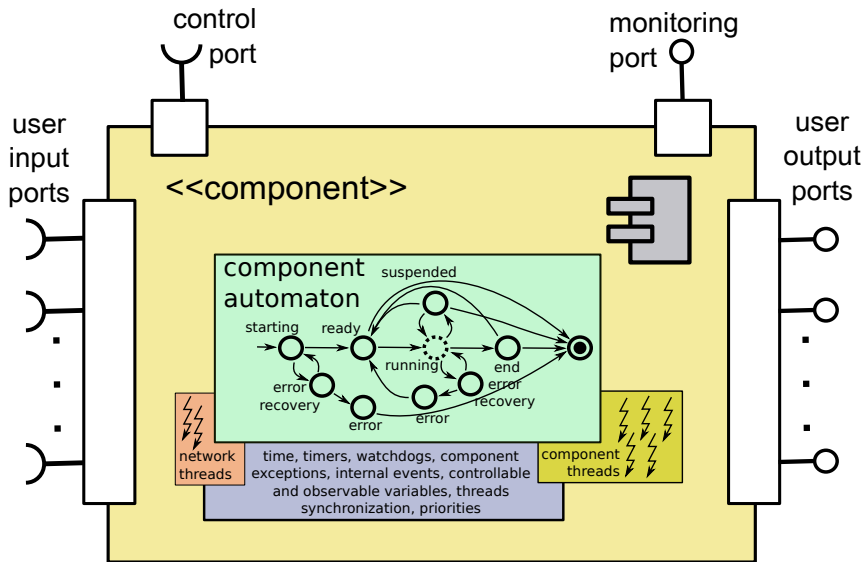 control
port
monitoring
port
user
input
ports
user
output
ports
<<component>>
component
automaton
suspended
starting
ready
running
end
error
recovery
error
error
error
recovery
network
threads
time, timers, watchdogs, component
exceptions, internal events, controllable
and observable variables, threads
synchronization, priorities
component
threads